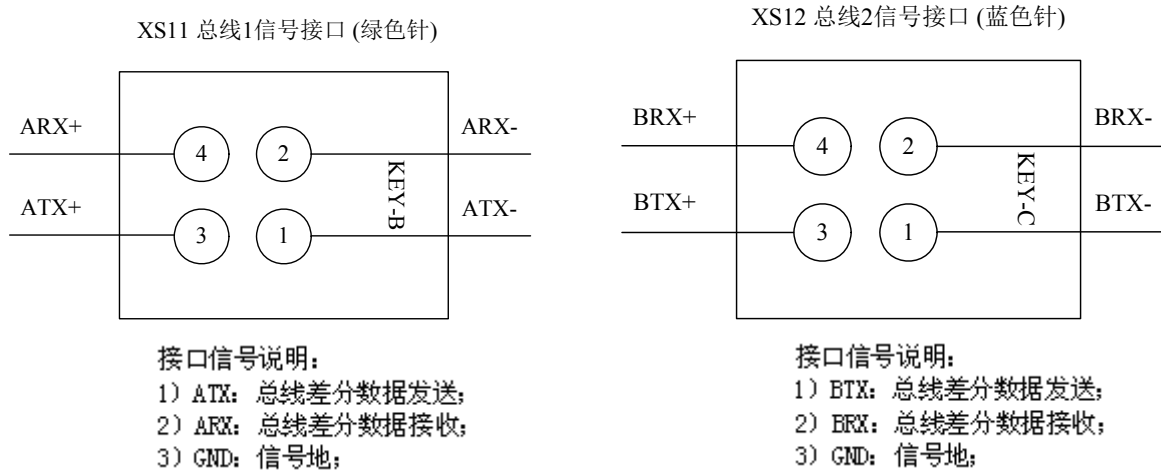 XS11 总线1信号接口 (绿色针)
ARX+
4
2
ARX-
KEY-B
ATX+
3
1
ATX-
接口信号说明：
1) ATX：总线差分数据发送；
2) ARX：总线差分数据接收；
3) GND：信号地；
XS12 总线2信号接口 (蓝色针)
BRX+
4
2
BRX-
KEY-C
BTX+
3
1
BTX-
接口信号说明：
1) BTX：总线差分数据发送；
2) BRX：总线差分数据接收；
3) GND：信号地；